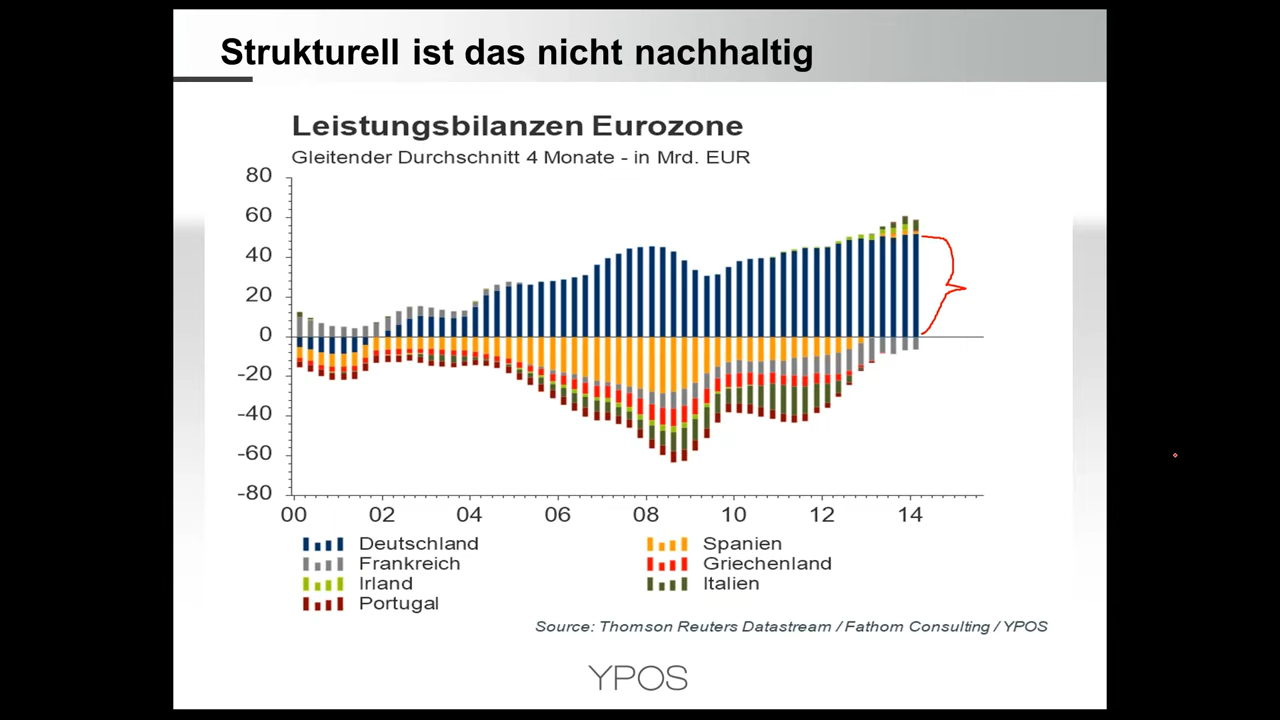 Strukturell ist das nicht nachhaltig
Leistungsbilanzen Eurozone
Gleitender Durchschnitt 4 Monate - in Mrd. EUR
80
60
40
20
0
-20
-40
-60
-80
00 02 04 06 08 10 12 14
Deutschland Spanien
Frankreich Griechenland
Irland Italien
Portugal
Source: Thomson Reuters Datastream / Fathom Consulting / YPOS
YPOS